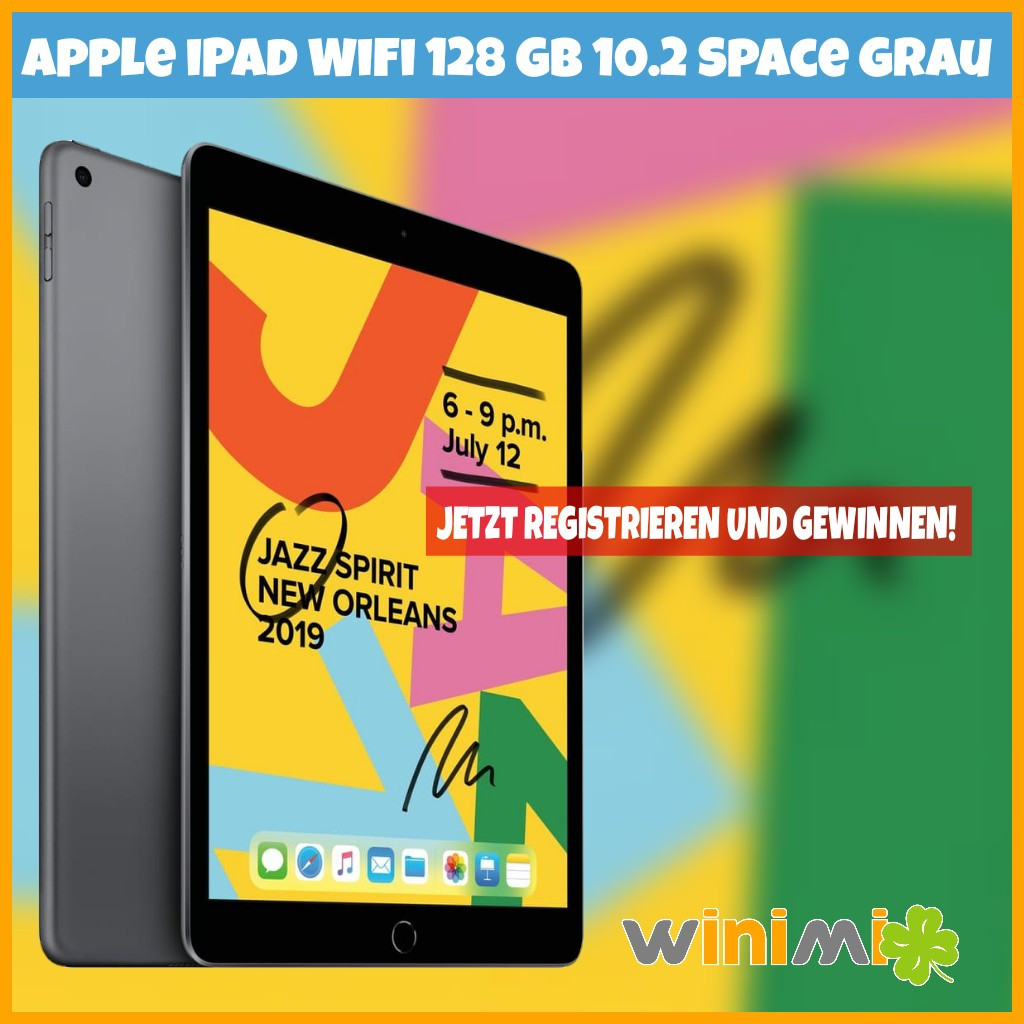 APPLE IPAD WIFI 128 GB 10.2 SPACE GRAU
6 - 9 p.m.
July 12
JETZT REGISTRIEREN UND GEWINNEN!
JAZZ SPIRIT
NEW ORLEANS
2019
winimi